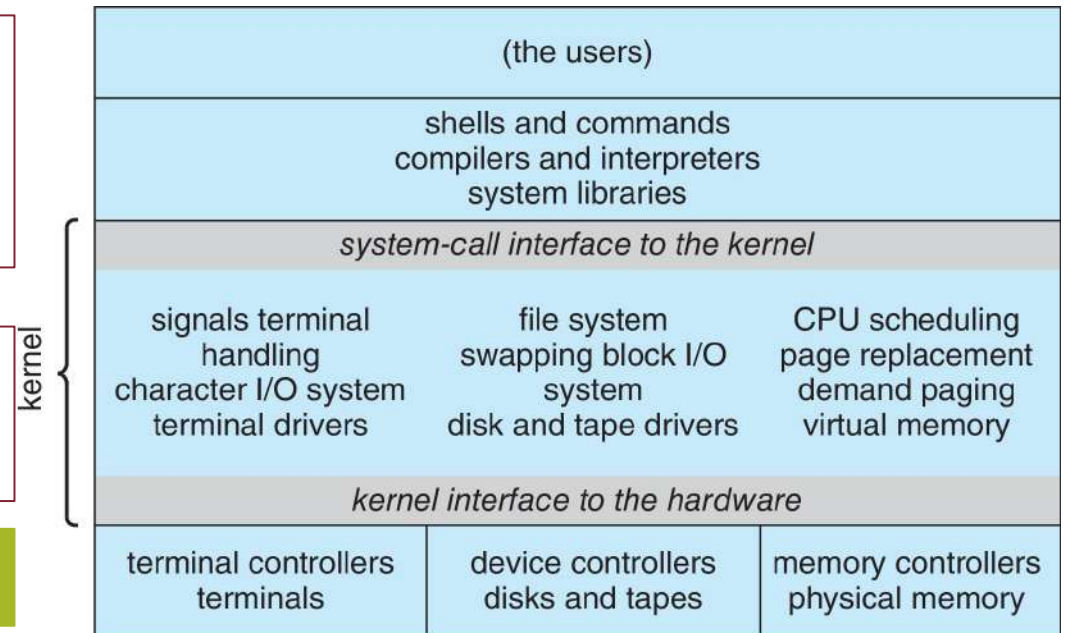 (the users)
shells and commands
compilers and interpreters
system libraries
kernel
system-call interface to the kernel
signals terminal
handling
character I/O system
terminal drivers
file system
swapping block I/O
system
disk and tape drivers
CPU scheduling
page replacement
demand paging
virtual memory
kernel interface to the hardware
terminal controllers
terminals
device controllers
disks and tapes
memory controllers
physical memory